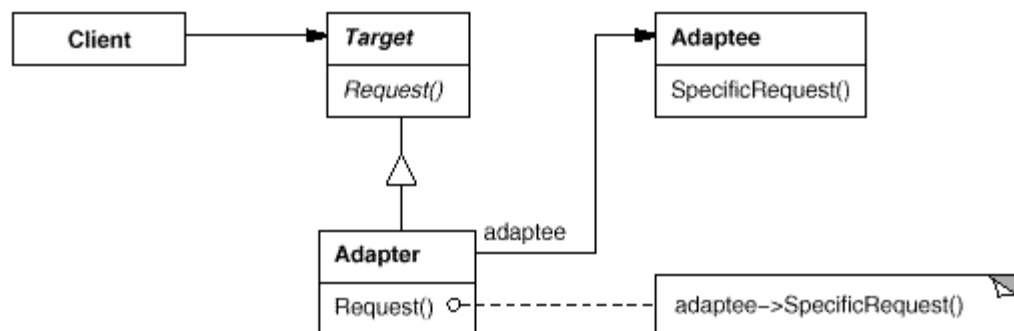 Client
Target
Request()
Adaptee
SpecificRequest()
adaptee
Adapter
Request()
adaptee->SpecificRequest()